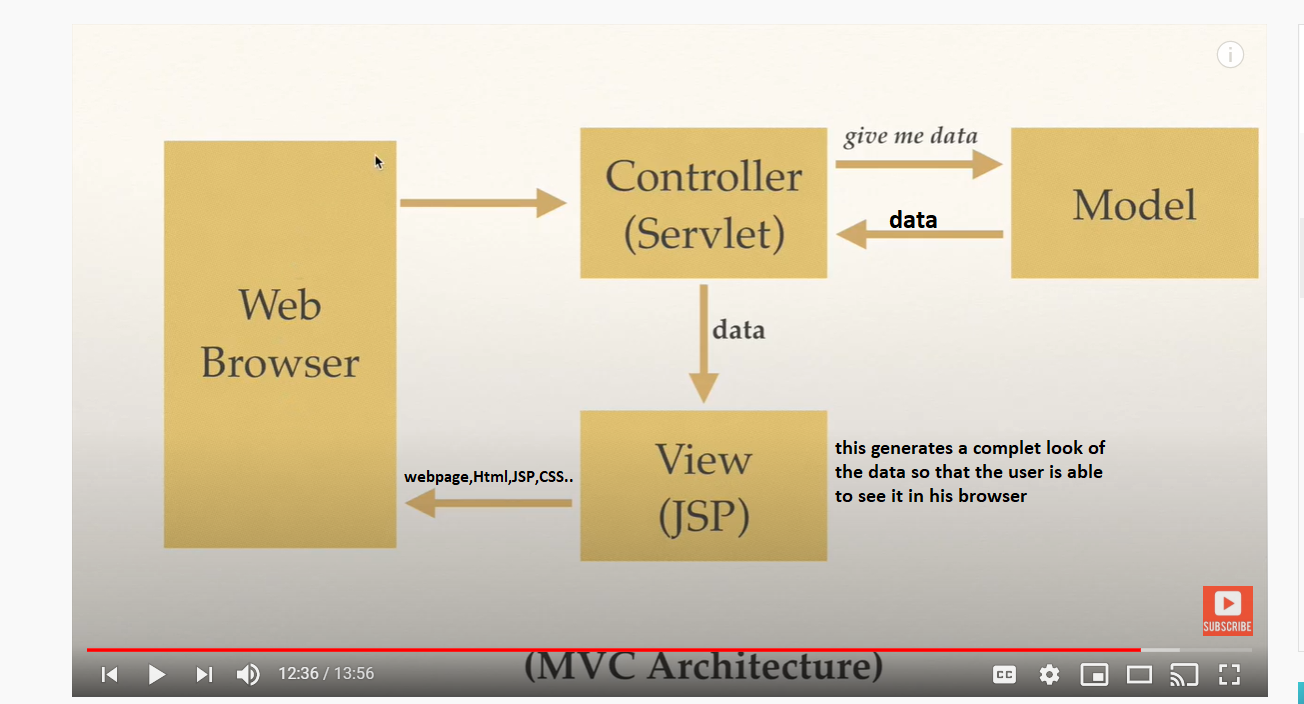 give me data
Controller
(Servlet)
Model
data
Web
Browser
data
View
(JSP)
this generates a complet look of
the data so that the user is able
to see it in his browser
webpage,Html,JSP,CSS..
SUBSCRIBE
(MVC Architecture)
12:36 / 13:56
CC